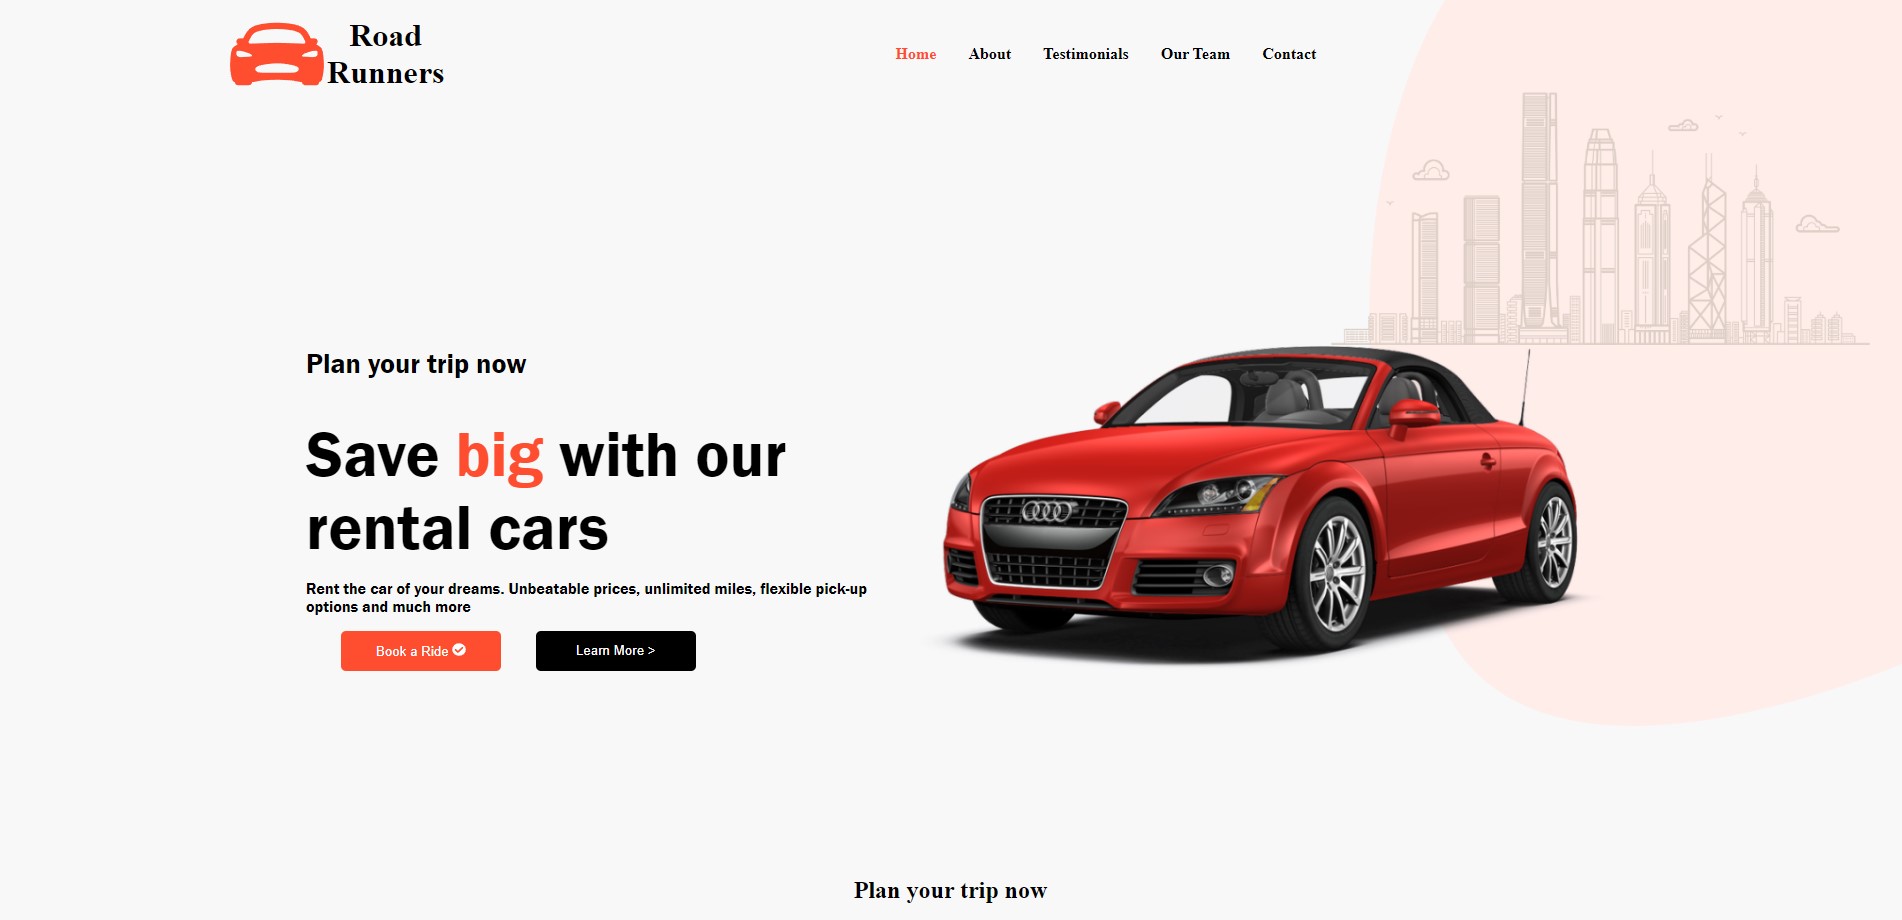 Road
Runners
Home About Testimonials Our Team Contact
Plan your trip now
Save big with our
rental cars
Rent the car of your dreams. Unbeatable prices, unlimited miles, flexible pick-up
options and much more
Book a Ride Learn More >
Plan your trip now